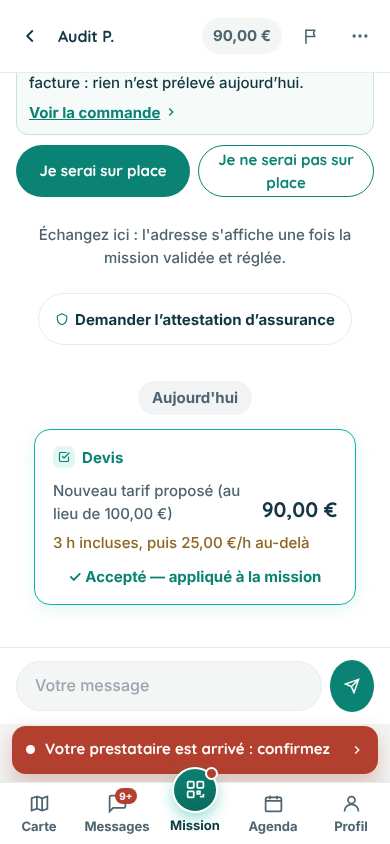 Audit P.
90,00 €
facture : rien n’est prélevé aujourd’hui.
Voir la commande
Je serai sur place
Je ne serai pas sur
place
Échangez ici : l'adresse s'affiche une fois la
mission validée et réglée.
Demander l’attestation d’assurance
Aujourd'hui
Devis
Nouveau tarif proposé (au
lieu de 100,00 €)
90,00 €
3 h incluses, puis 25,00 €/h au-delà
Accepté — appliqué à la mission
Votre message
Votre prestataire est arrivé : confirmez
9+
Carte
Messages
Mission
Agenda
Profil